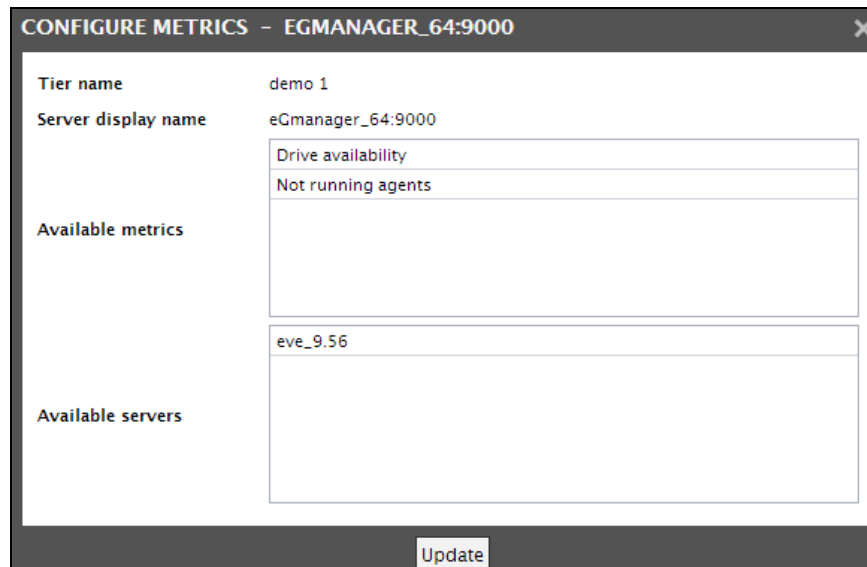 CONFIGURE METRICS - EGMANAGER_64:9000
Tier name demo 1
Server display name eGmanager_64:9000
Available metrics
Drive availability
Not running agents
Available servers
eve_9.56
Update